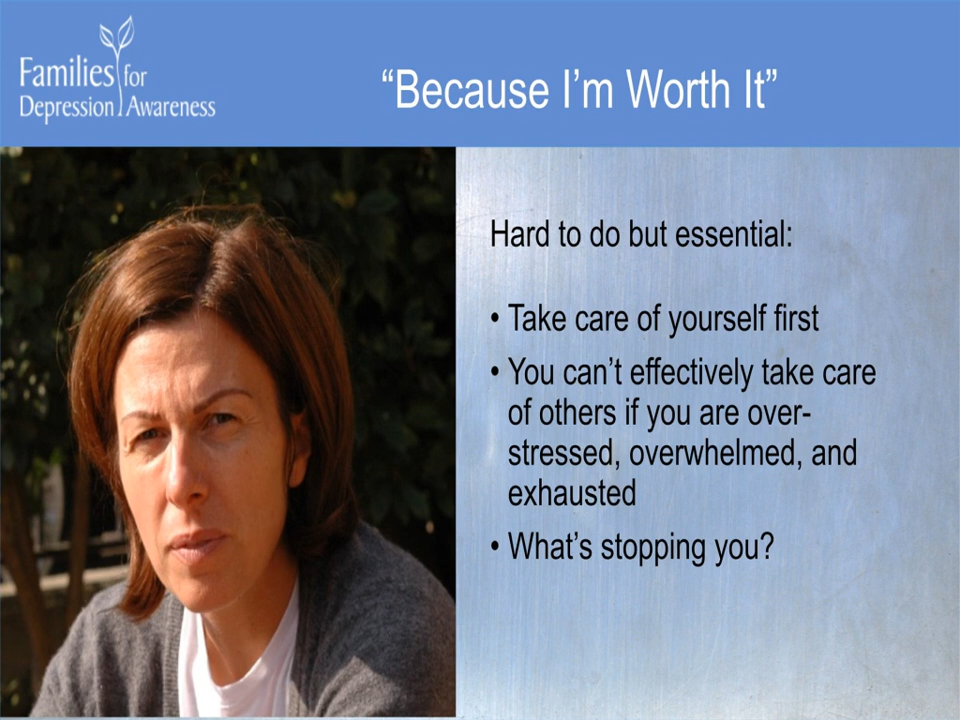 Families for
Depression Awareness
“Because I’m Worth It”
Hard to do but essential:
• Take care of yourself first
• You can’t effectively take care
of others if you are over-
stressed, overwhelmed, and
exhausted
• What’s stopping you?